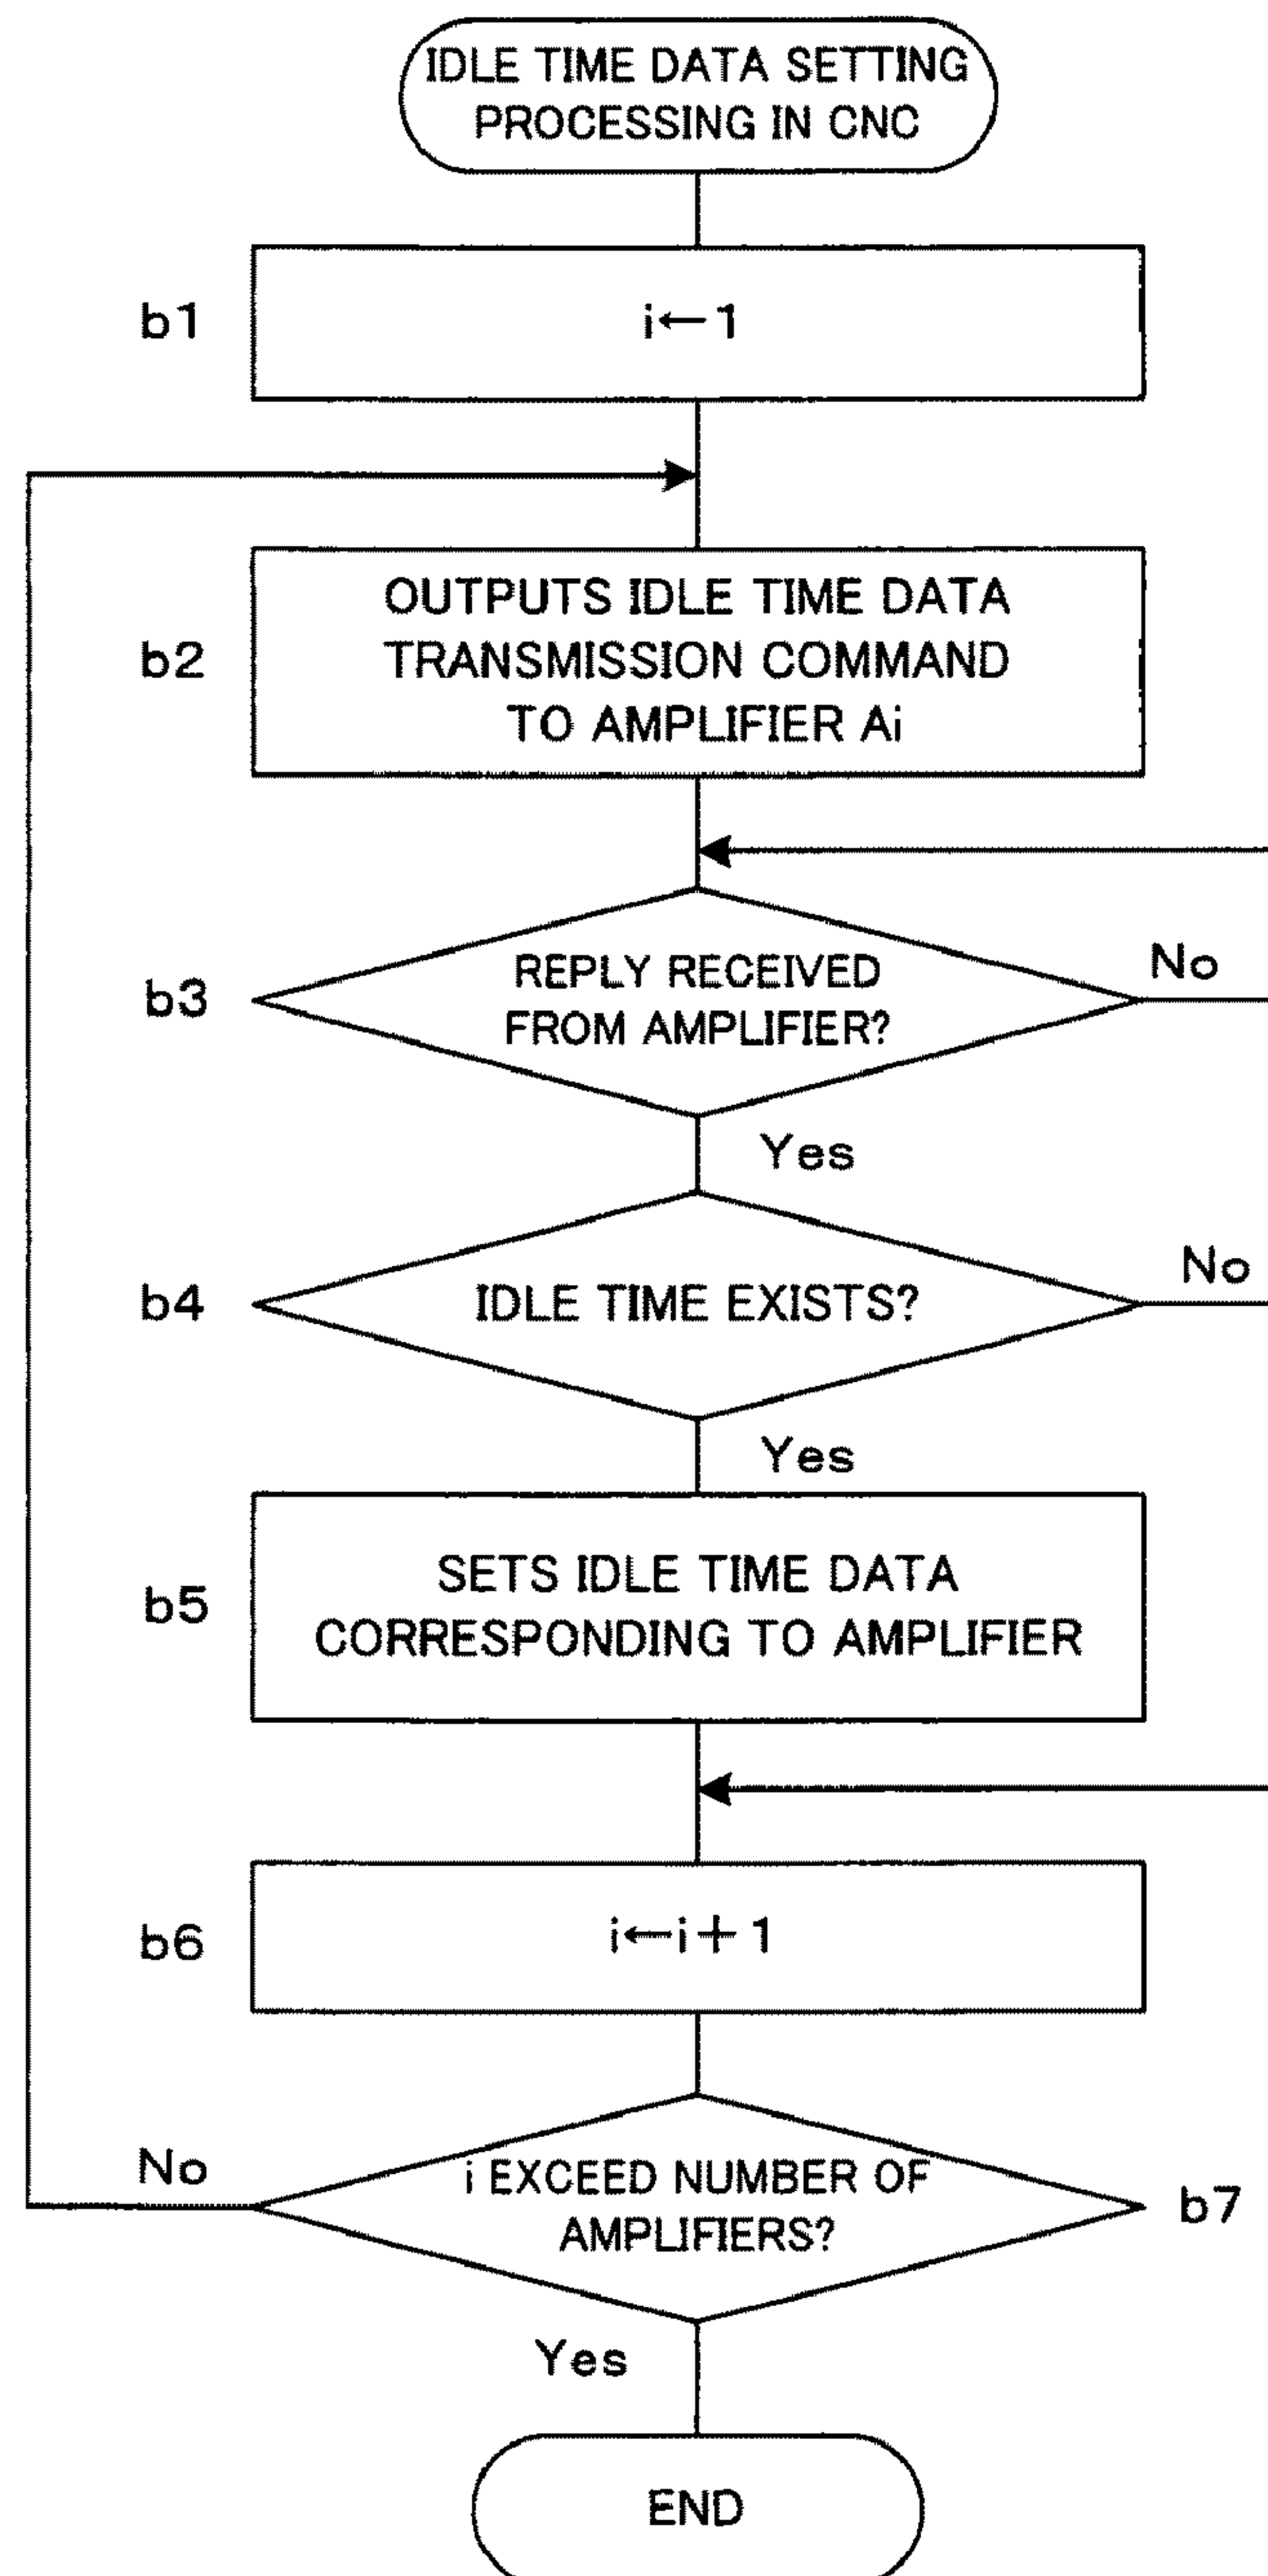 IDLE TIME DATA SETTING
PROCESSING IN CNC
b1
i←1
b2
OUTPUTS IDLE TIME DATA
TRANSMISSION COMMAND
TO AMPLIFIER Ai
b3
REPLY RECEIVED
FROM AMPLIFIER?
No
Yes
b4
IDLE TIME EXISTS?
No
Yes
b5
SETS IDLE TIME DATA
CORRESPONDING TO AMPLIFIER
b6
i←i+1
No
i EXCEED NUMBER OF
AMPLIFIERS?
b7
Yes
END